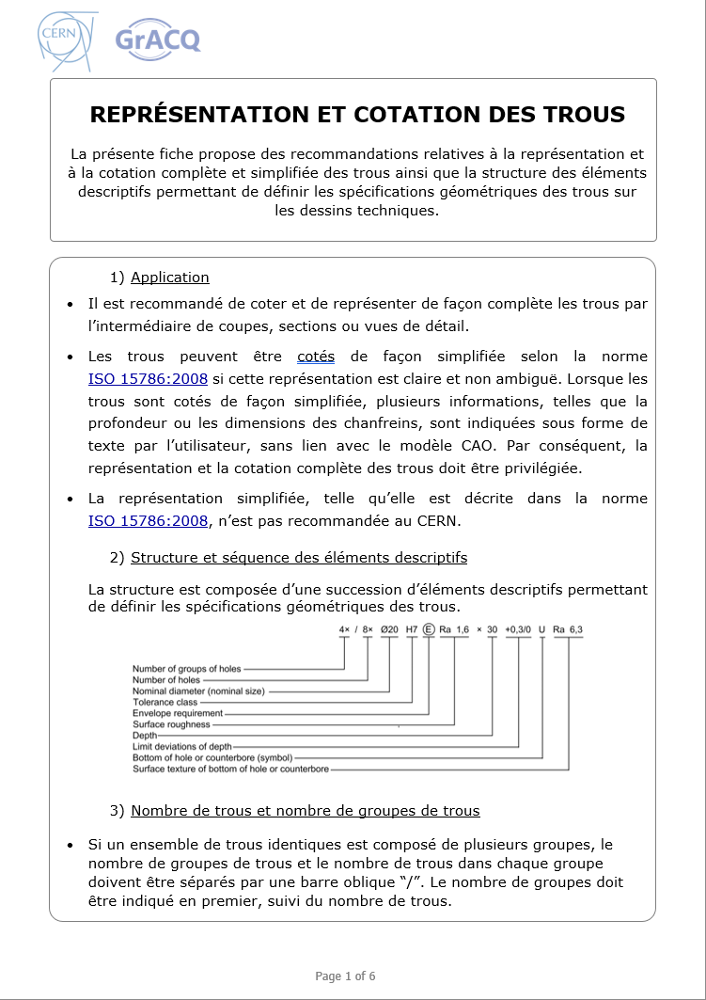 CERN
GrACQ
REPRÉSENTATION ET COTATION DES TROUS
La présente fiche propose des recommandations relatives à la représentation et
à la cotation complète et simplifiée des trous ainsi que la structure des éléments
descriptifs permettant de définir les spécifications géométriques des trous sur
les dessins techniques.
1) Application
• Il est recommandé de coter et de représenter de façon complète les trous par
l’intermédiaire de coupes, sections ou vues de détail.
• Les trous peuvent être cotés de façon simplifiée selon la norme
ISO 15786:2008 si cette représentation est claire et non ambiguë. Lorsque les
trous sont cotés de façon simplifiée, plusieurs informations, telles que la
profondeur ou les dimensions des chanfreins, sont indiquées sous forme de
texte par l’utilisateur, sans lien avec le modèle CAO. Par conséquent, la
représentation et la cotation complète des trous doit être privilégiée.
• La représentation simplifiée, telle qu’elle est décrite dans la norme
ISO 15786:2008, n’est pas recommandée au CERN.
2) Structure et séquence des éléments descriptifs
La structure est composée d’une succession d’éléments descriptifs permettant
de définir les spécifications géométriques des trous.
4× / 8× Ø20 H7 Ⓔ Ra 1,6 × 30 +0,3/0 U Ra 6,3
Number of groups of holes
Number of holes
Nominal diameter (nominal size)
Tolerance class
Envelope requirement
Surface roughness
Depth
Limit deviations of depth
Bottom of hole or counterbore (symbol)
Surface texture of bottom of hole or counterbore
3) Nombre de trous et nombre de groupes de trous
• Si un ensemble de trous identiques est composé de plusieurs groupes, le
nombre de groupes de trous et le nombre de trous dans chaque groupe
doivent être séparés par une barre oblique “/”. Le nombre de groupes doit
être indiqué en premier, suivi du nombre de trous.
Page 1 of 6